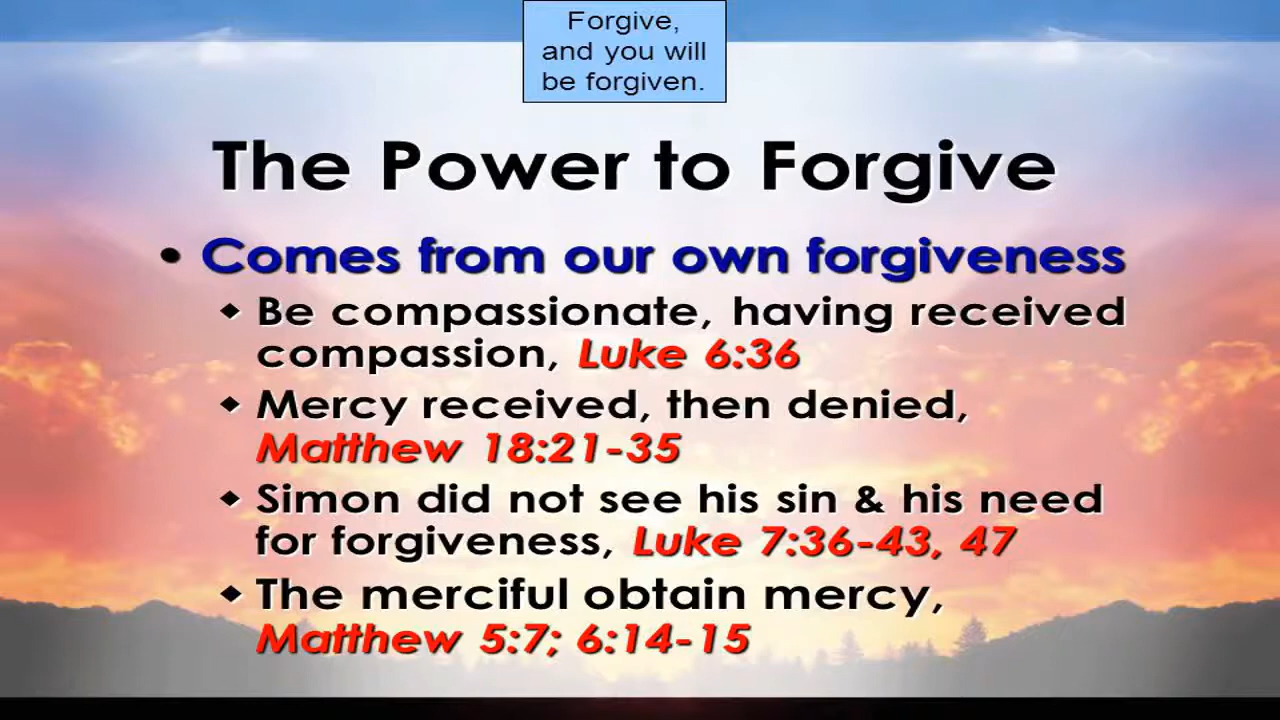 Forgive,
and you will
be forgiven.
The Power to Forgive
• Comes from our own forgiveness
◆ Be compassionate, having received
compassion, Luke 6:36
◆ Mercy received, then denied,
Matthew 18:21-35
◆ Simon did not see his sin & his need
for forgiveness, Luke 7:36-43, 47
◆ The merciful obtain mercy,
Matthew 5:7; 6:14-15